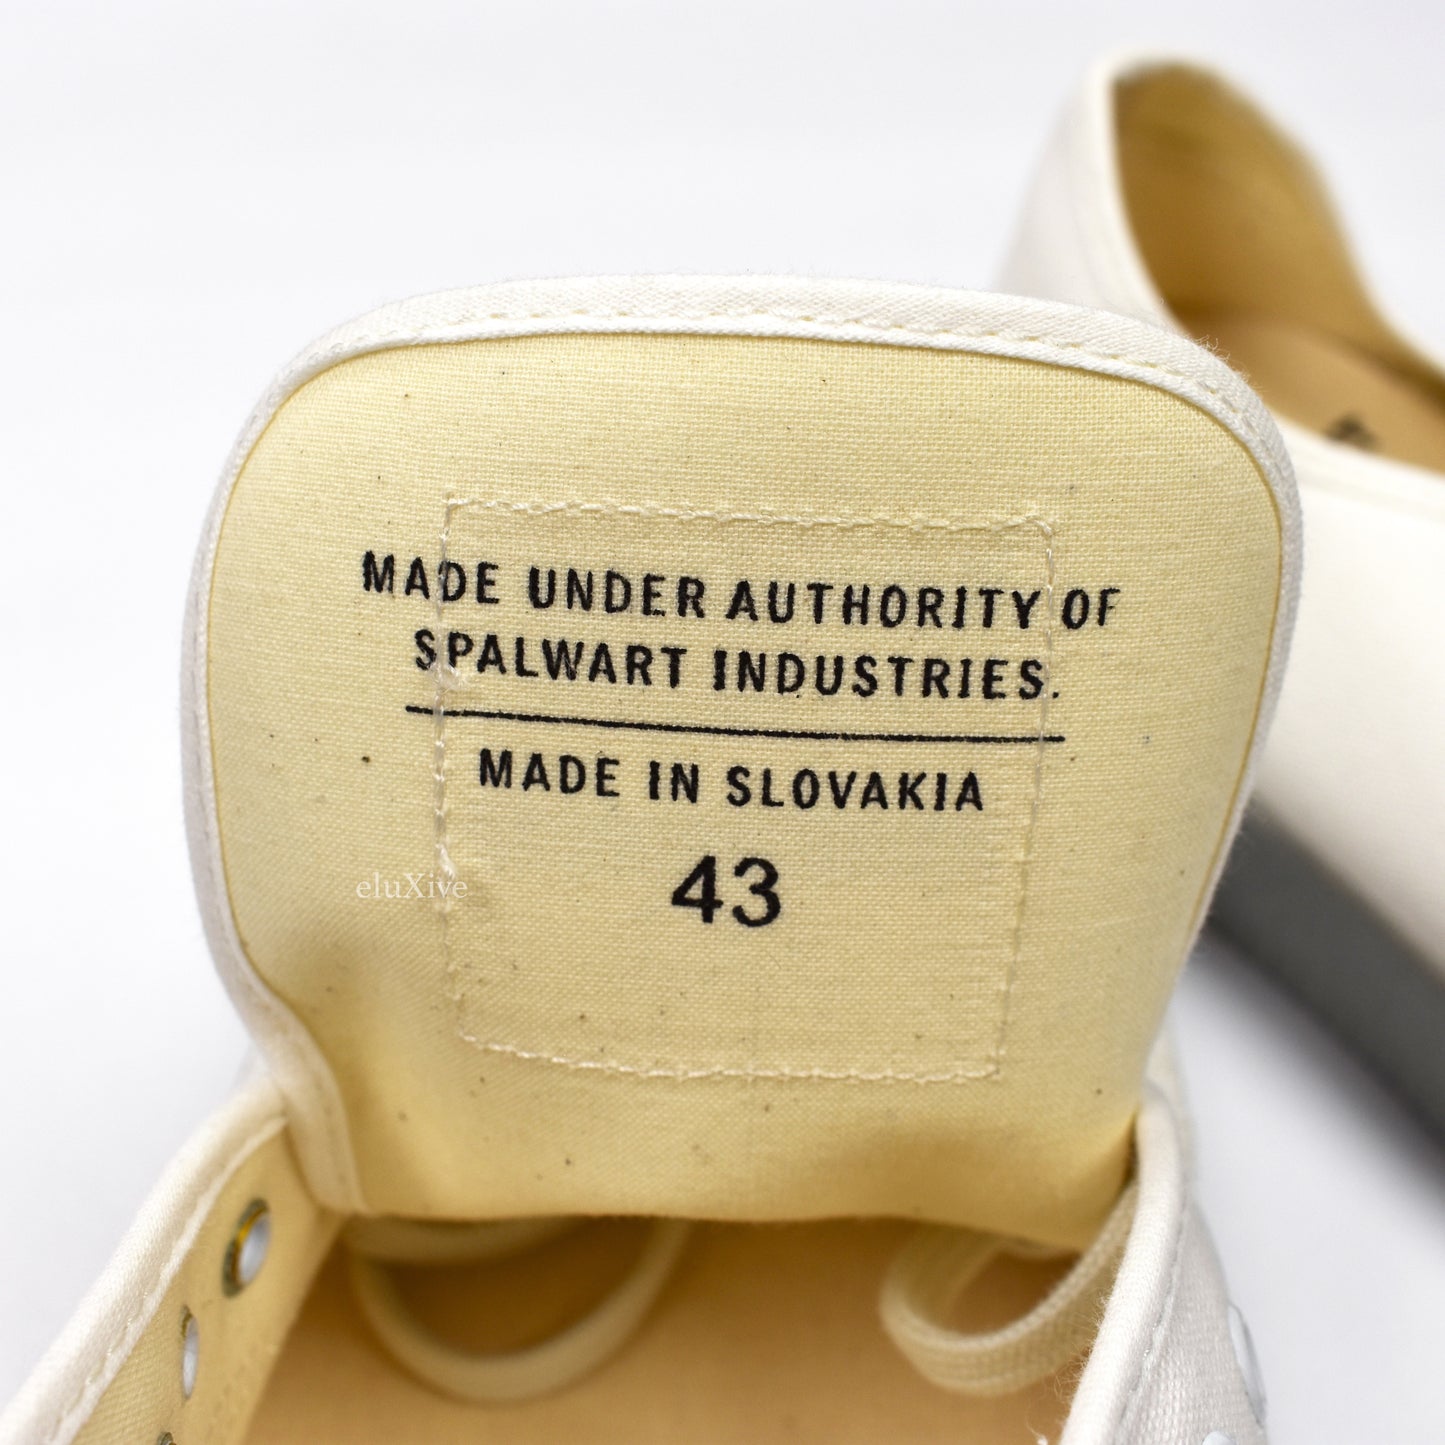 MADE UNDER AUTHORITY OF
SPALWART INDUSTRIES.
MADE IN SLOVAKIA
43
eluXive